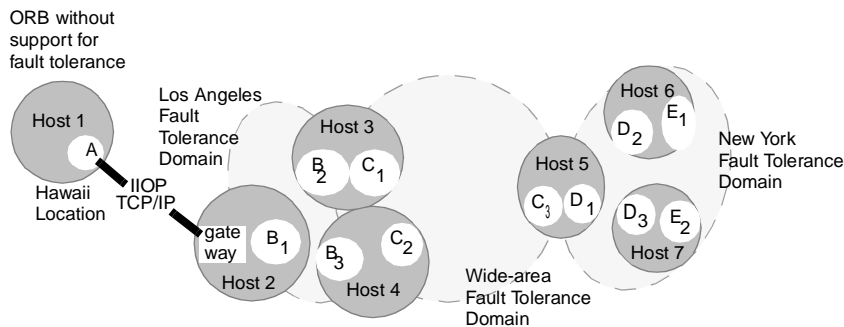 ORB without
support for
fault tolerance
Host 1
A
Hawaii
Location
IIOP
TCP/IP
Los Angeles
Fault
Tolerance
Domain
gate
way
B1
Host 2
Host 3
B2
C1
B3
C2
Host 4
Wide-area
Fault Tolerance
Domain
Host 5
C3
D1
Host 6
D2
E1
D3
E2
Host 7
New York
Fault Tolerance
Domain